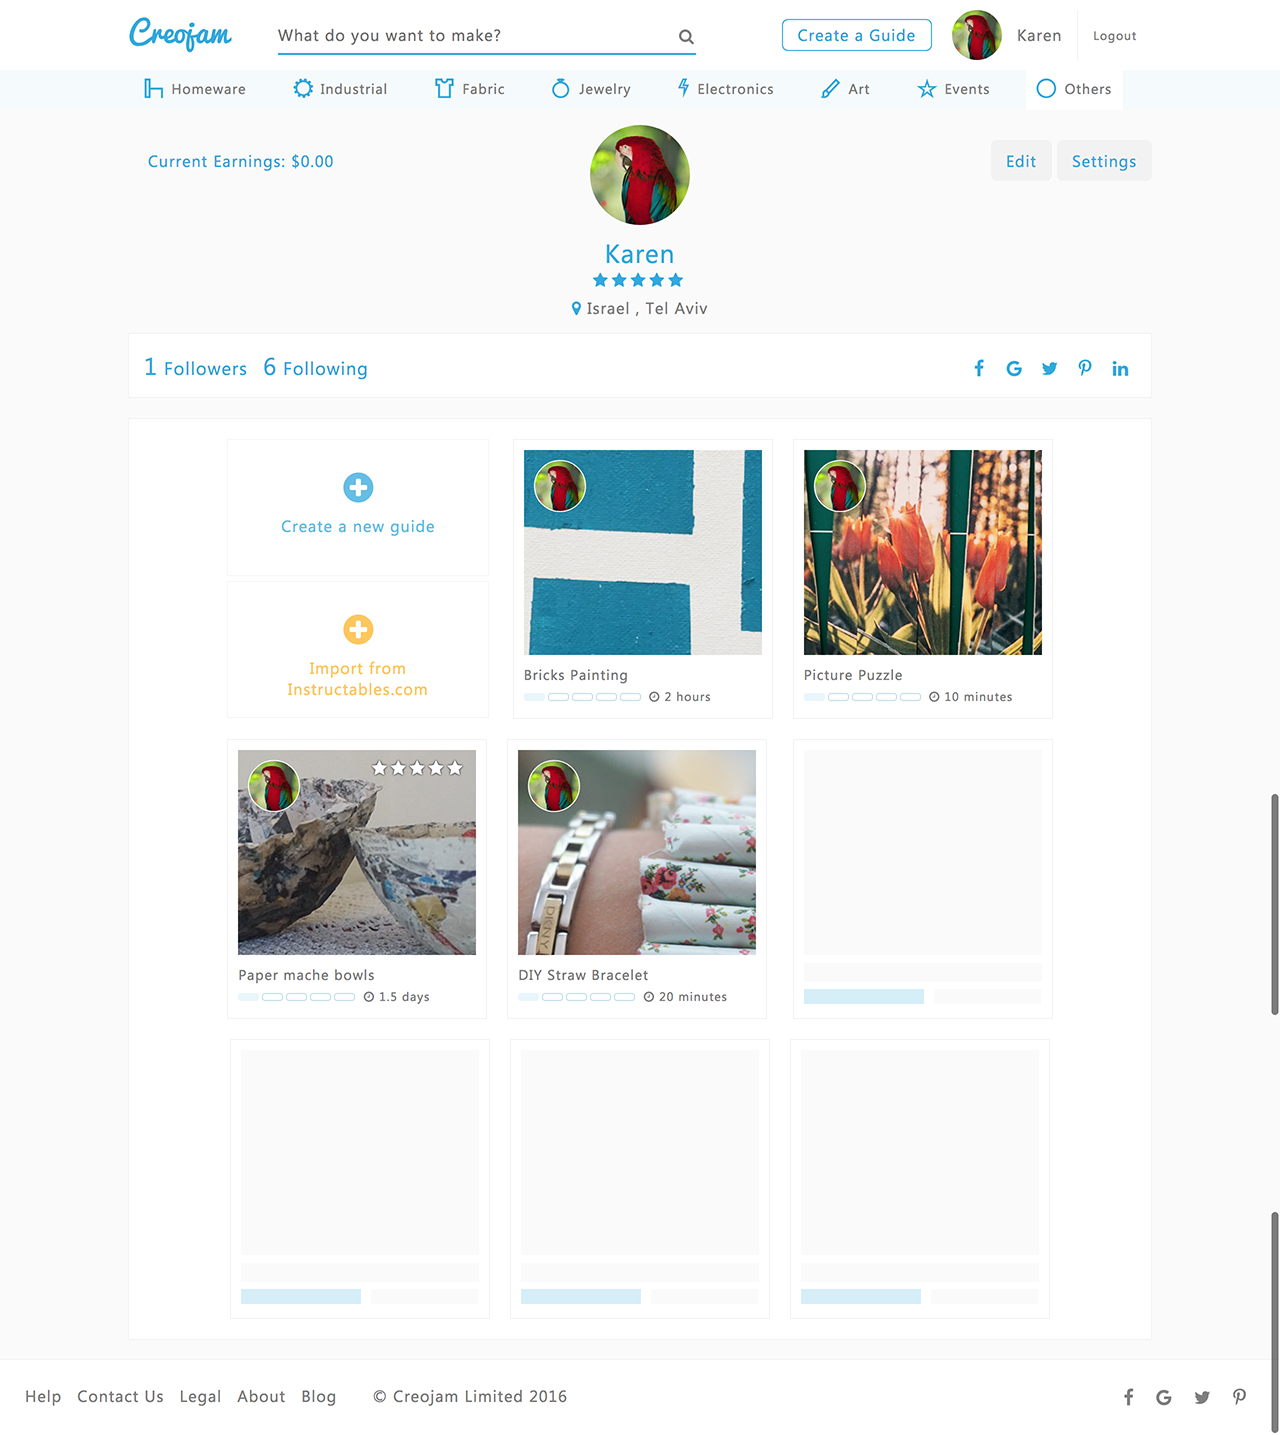 Creojam
What do you want to make?
Create a Guide
Karen
Logout
Homeware
Industrial
Fabric
Jewelry
Electronics
Art
Events
Others
Current Earnings: $0.00
Edit
Settings
Karen
Israel , Tel Aviv
1 Followers 6 Following
Create a new guide
Import from
Instructables.com
Bricks Painting
2 hours
Picture Puzzle
10 minutes
Paper mache bowls
1.5 days
DKNY
DIY Straw Bracelet
20 minutes
Help Contact Us Legal About Blog © Creojam Limited 2016